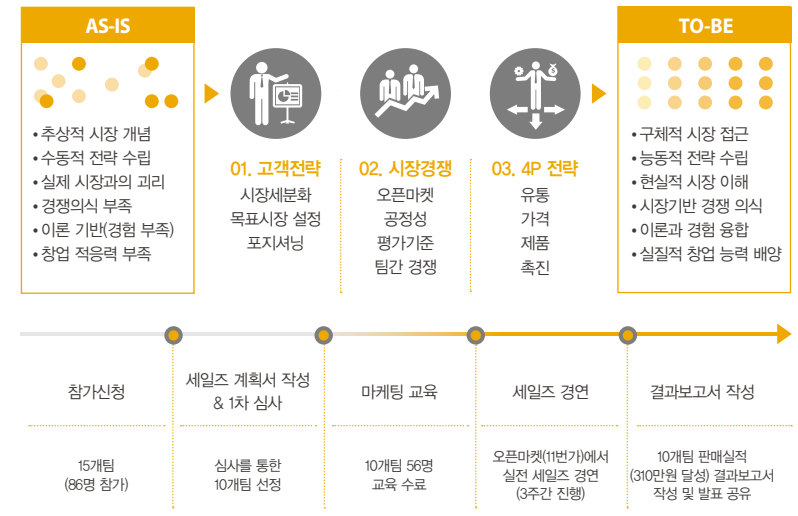 AS-IS
• 추상적 시장 개념
• 수동적 전략 수립
• 실제 시장과의 괴리
• 경쟁의식 부족
• 이론 기반(경험 부족)
• 창업 적응력 부족
01. 고객전략
시장세분화
목표시장 설정
포지셔닝
02. 시장경쟁
오픈마켓
공정성
평가기준
팀간 경쟁
03. 4P 전략
유통
가격
제품
촉진
TO-BE
• 구체적 시장 접근
• 능동적 전략 수립
• 현실적 시장 이해
• 시장기반 경쟁 의식
• 이론과 경험 융합
• 실질적 창업 능력 배양
참가신청
15개팀
(86명 참가)
세일즈 계획서 작성
& 1차 심사
심사를 통한
10개팀 선정
마케팅 교육
10개팀 56명
교육 수료
세일즈 경연
오픈마켓(11번가)에서
실전 세일즈 경연
(3주간 진행)
결과보고서 작성
10개팀 판매실적
(310만원 달성) 결과보고서
작성 및 발표 공유